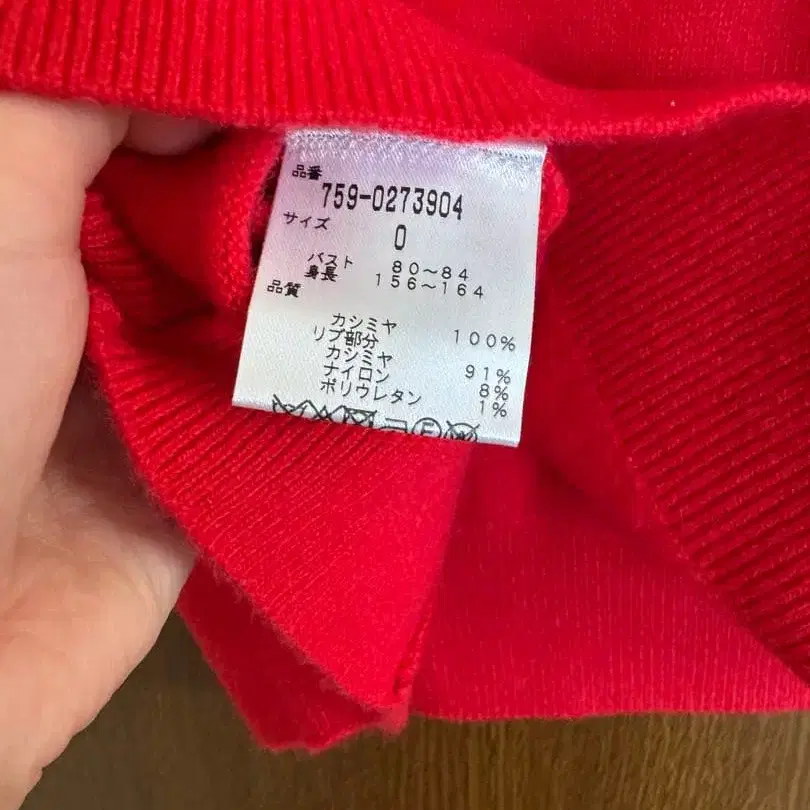 品番
759-0273904
サイズ
0
バスト 80～84
身長 156～164
品質
カシミヤ 100%
リブ部分
カシミヤ 91%
ナイロン 8%
ポリウレタン 1%